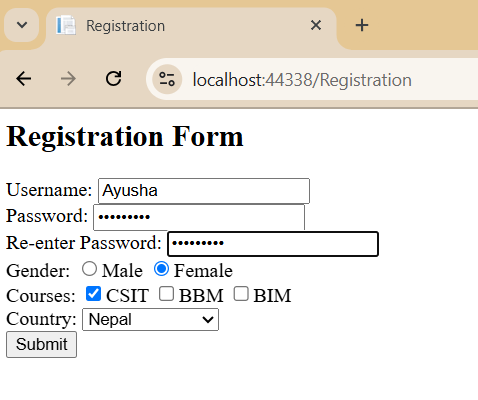 Registration
localhost:44338/Registration
Registration Form
Username: Ayusha
Password: •••••••••
Re-enter Password: •••••••••
Gender: Male Female
Courses: CSIT BBM BIM
Country: Nepal
Submit